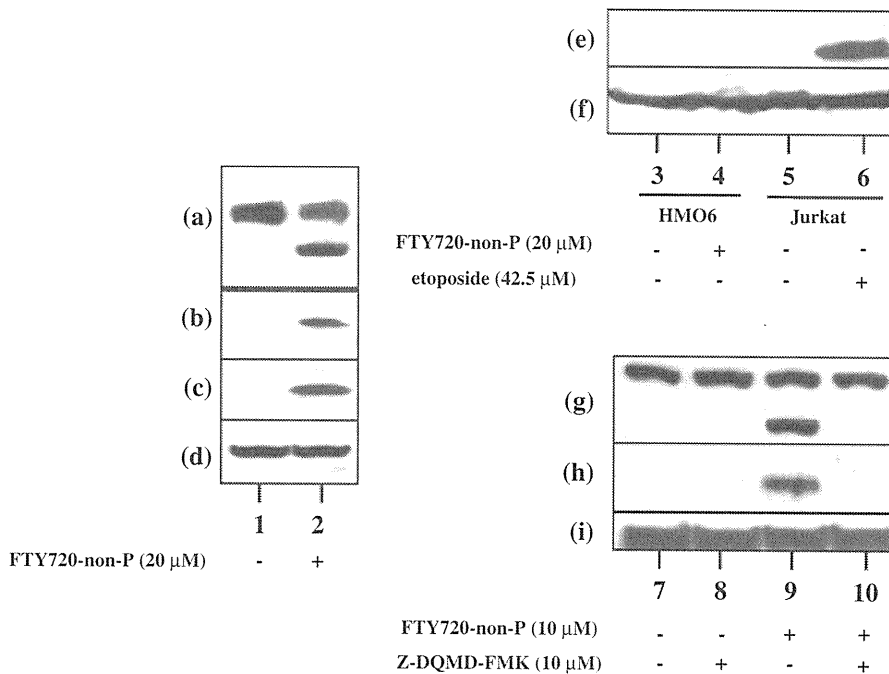 (a)
(b)
(c)
(d)
1 2
FTY720-non-P (20 µM) - +
(e)
(f)
3 4 5 6
HMO6 Jurkat
FTY720-non-P (20 µM) - + - -
etoposide (42.5 µM) - - - +
(g)
(h)
(i)
7 8 9 10
FTY720-non-P (10 µM) - - + +
Z-DQMD-FMK (10 µM) - + - +